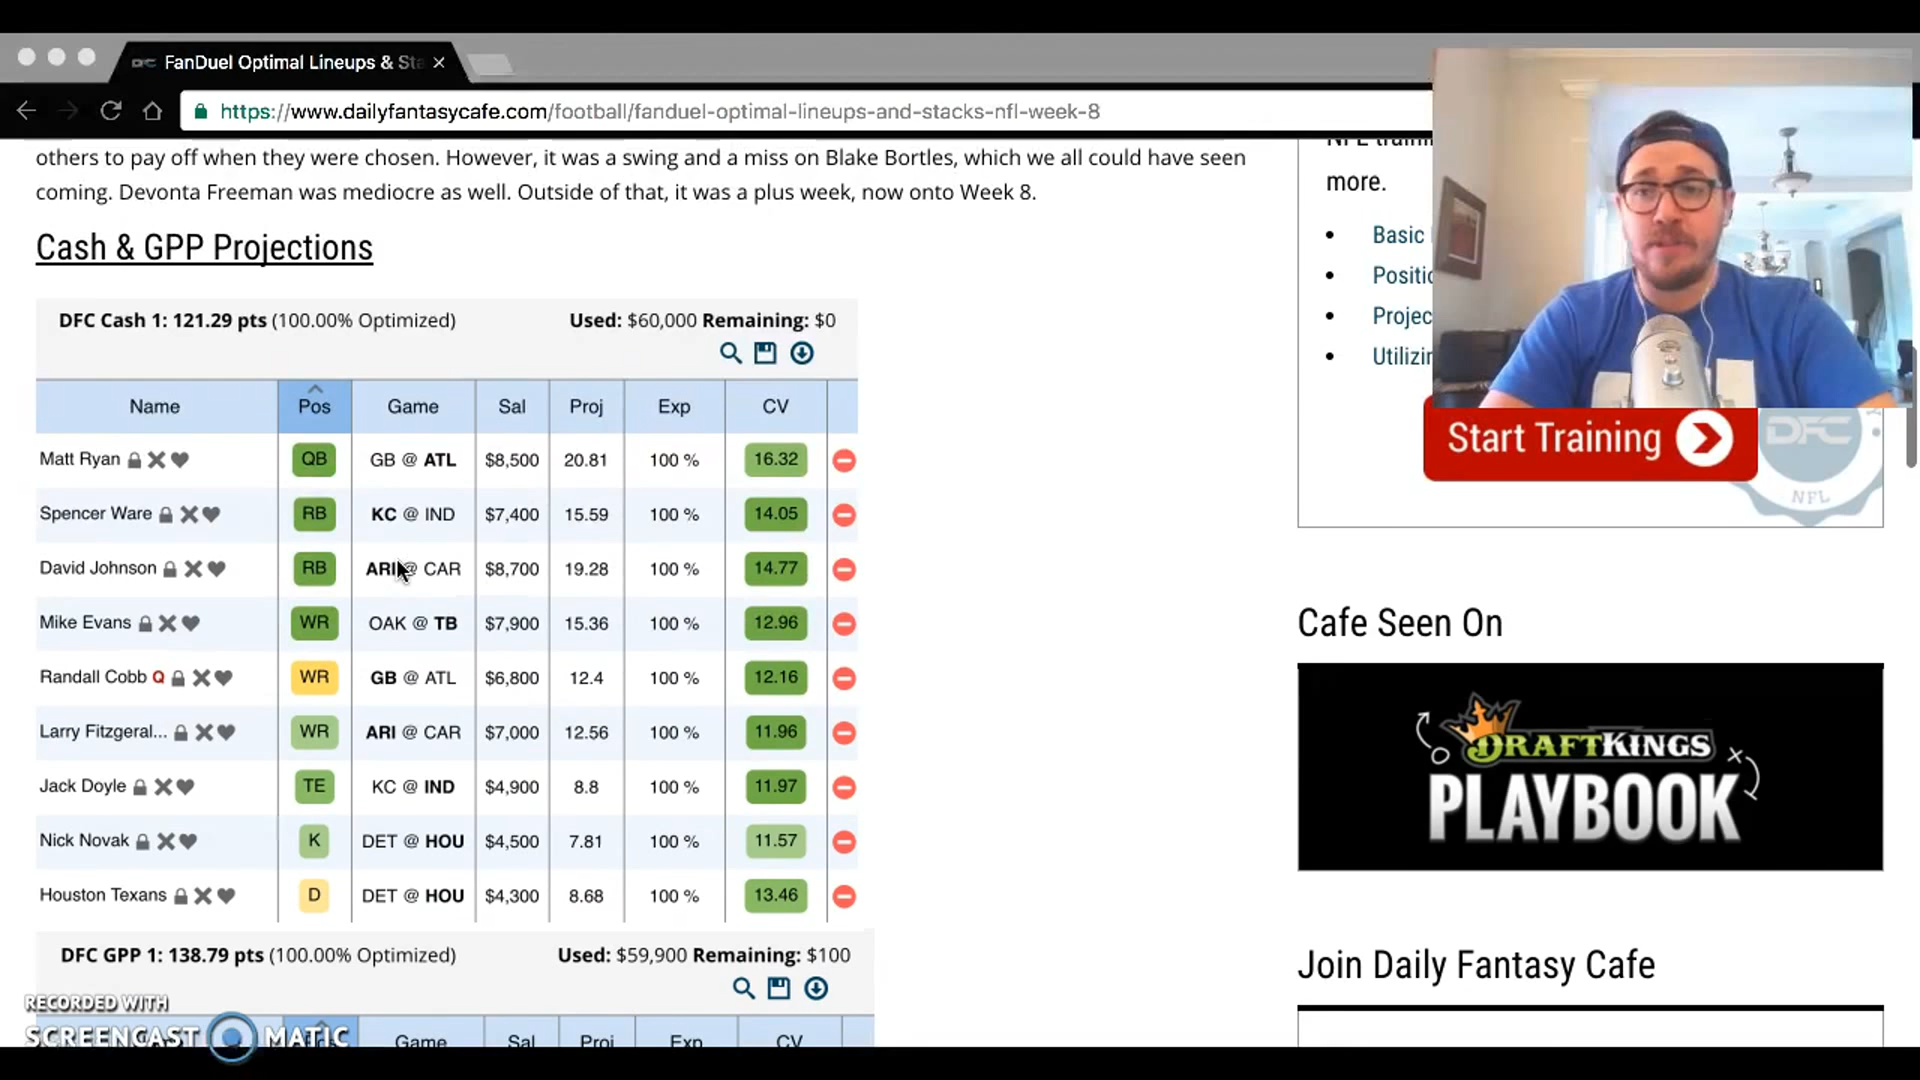 FanDuel Optimal Lineups & Sta
https://www.dailyfantasycafe.com/football/fanduel-optimal-lineups-and-stacks-nfl-week-8
others to pay off when they were chosen. However, it was a swing and a miss on Blake Bortles, which we all could have seen
coming. Devonta Freeman was mediocre as well. Outside of that, it was a plus week, now onto Week 8.
Cash & GPP Projections
DFC Cash 1: 121.29 pts (100.00% Optimized) Used: $60,000 Remaining: $0
Name Pos Game Sal Proj Exp CV
Matt Ryan QB GB @ ATL $8,500 20.81 100 % 16.32
Spencer Ware RB KC @ IND $7,400 15.59 100 % 14.05
David Johnson RB ARI @ CAR $8,700 19.28 100 % 14.77
Mike Evans WR OAK @ TB $7,900 15.36 100 % 12.96
Randall Cobb Q WR GB @ ATL $6,800 12.4 100 % 12.16
Larry Fitzgeral... WR ARI @ CAR $7,000 12.56 100 % 11.96
Jack Doyle TE KC @ IND $4,900 8.8 100 % 11.97
Nick Novak K DET @ HOU $4,500 7.81 100 % 11.57
Houston Texans D DET @ HOU $4,300 8.68 100 % 13.46
DFC GPP 1: 138.79 pts (100.00% Optimized) Used: $59,900 Remaining: $100
Game Sal Proj Exp CV
RECORDED WITH
SCREENCAST MATIC
more.
Basic
Positio
Projec
Utilizin
Start Training
DFC
NFL
Cafe Seen On
DRAFTKINGS
PLAYBOOK
Join Daily Fantasy Cafe